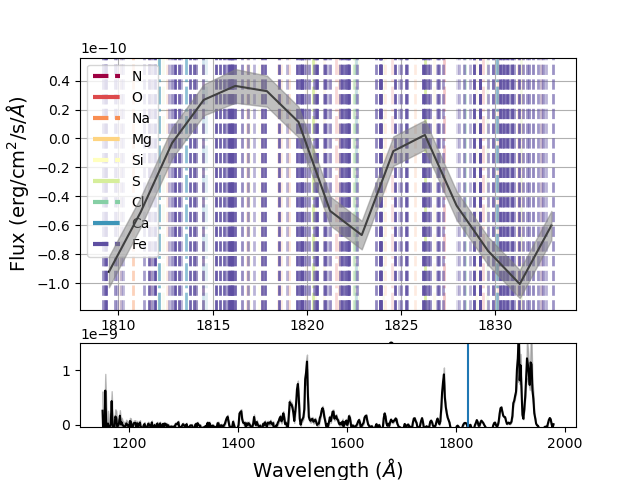 1e−10
Flux (erg/cm²/s/Å)
0.4
0.2
0.0
−0.2
−0.4
−0.6
−0.8
−1.0
N
O
Na
Mg
Si
S
Cl
Ca
Fe
1810 1815 1820 1825 1830
1e−9
1
0
1200 1400 1600 1800 2000
Wavelength (Å)